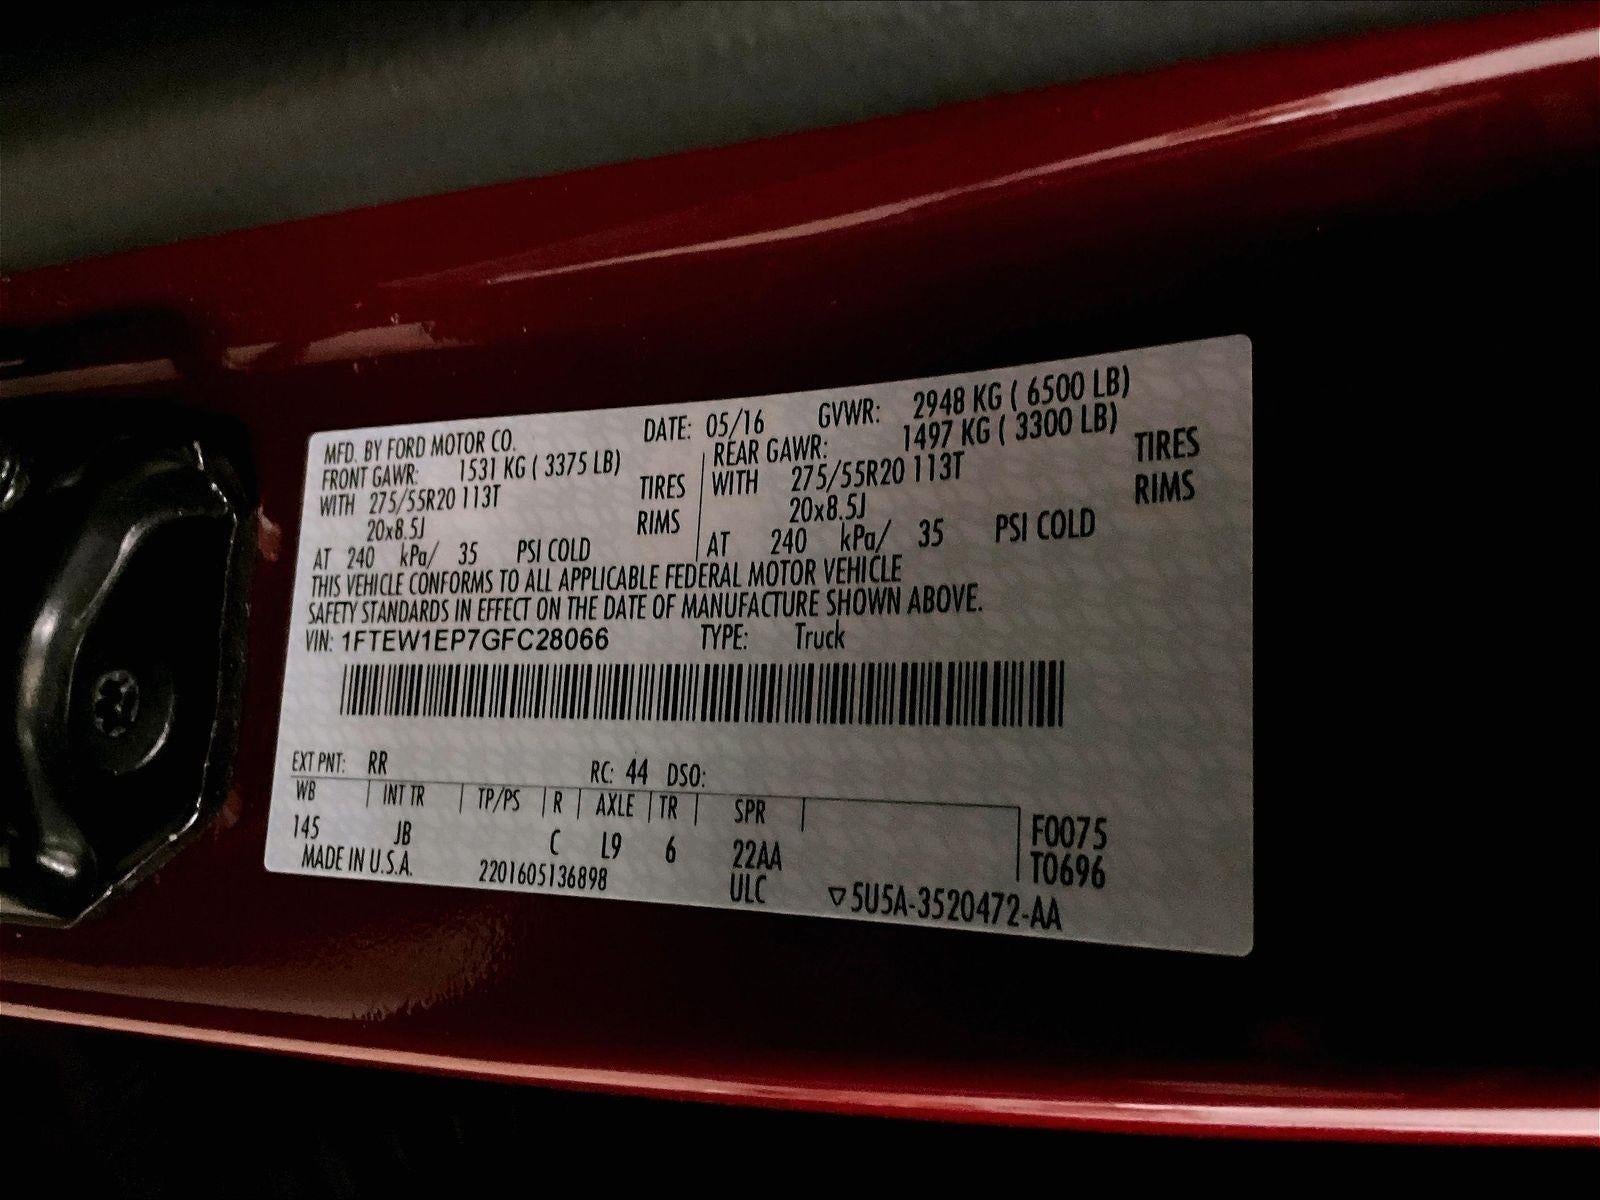 MFD. BY FORD MOTOR CO. DATE: 05/16 GVWR: 2948 KG ( 6500 LB)
FRONT GAWR: 1531 KG ( 3375 LB) REAR GAWR: 1497 KG ( 3300 LB)
WITH 275/55R20 113T TIRES WITH 275/55R20 113T TIRES
20x8.5J RIMS 20x8.5J RIMS
AT 240 kPa/ 35 PSI COLD AT 240 kPa/ 35 PSI COLD
THIS VEHICLE CONFORMS TO ALL APPLICABLE FEDERAL MOTOR VEHICLE
SAFETY STANDARDS IN EFFECT ON THE DATE OF MANUFACTURE SHOWN ABOVE.
VIN: 1FTEW1EP7GFC28066 TYPE: Truck
EXT PNT: RR RC: 44 DSO:
WB INT TR TP/PS R AXLE TR SPR
145 JB C L9 6 22AA F0075
MADE IN U.S.A. 2201605136898 ULC T0696
▽5U5A-3520472-AA